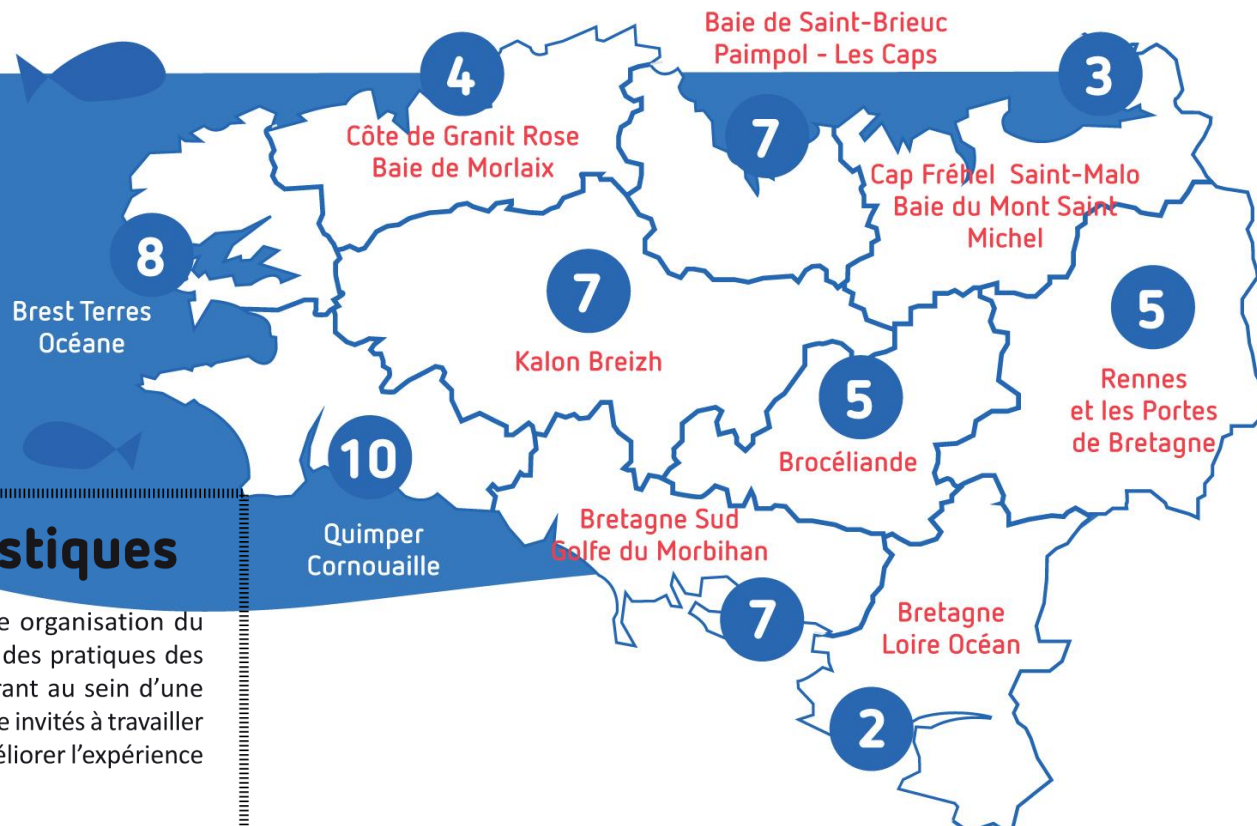 Baie de Saint-Brieuc
Paimpol - Les Caps
4
3
7
Côte de Granit Rose
Baie de Morlaix
Cap Fréhel Saint-Malo
Baie du Mont Saint
Michel
8
Brest Terres
Océane
7
Kalon Breizh
5
Rennes
et les Portes
de Bretagne
5
Brocéliande
10
Quimper
Cornouaille
Bretagne Sud
Golfe du Morbihan
7
Bretagne
Loire Océan
2
stiques
e organisation du
des pratiques des
rant au sein d’une
e invités à travailler
éliorer l’expérience